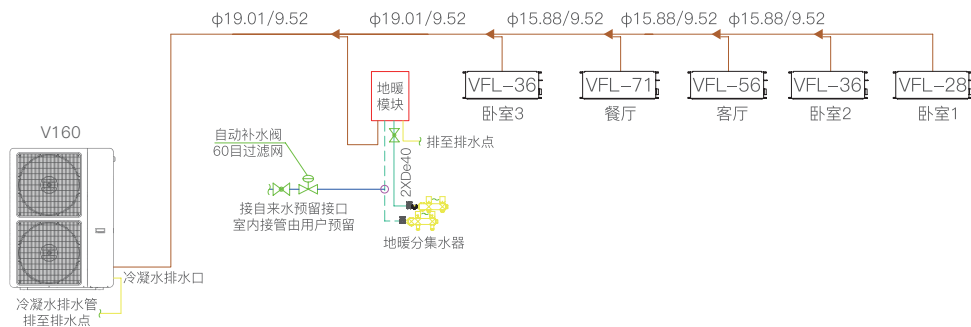 φ19.01/9.52
φ19.01/9.52
φ15.88/9.52
φ15.88/9.52
φ15.88/9.52
VFL-36
VFL-71
VFL-56
VFL-36
VFL-28
卧室3
餐厅
客厅
卧室2
卧室1
地暖
模块
V160
自动补水阀
60目过滤网
排至排水点
2XDe40
接自来水预留接口
室内接管由用户预留
地暖分集水器
冷凝水排水口
冷凝水排水管
排至排水点